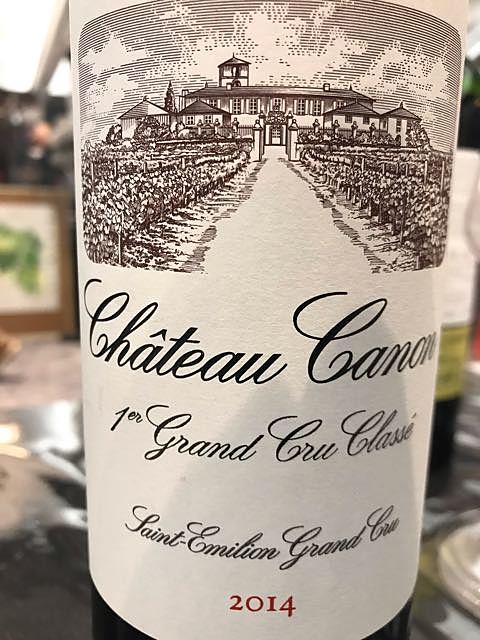 Château Canon
1er Grand Cru Classé
Saint-Emilion Grand Cru
2014